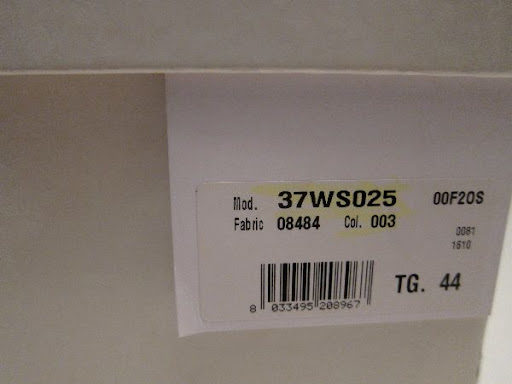 Mod. 37WS025 00F20S
Fabric 08484 Col. 003
0081
1610
TG. 44
8 033495 208967